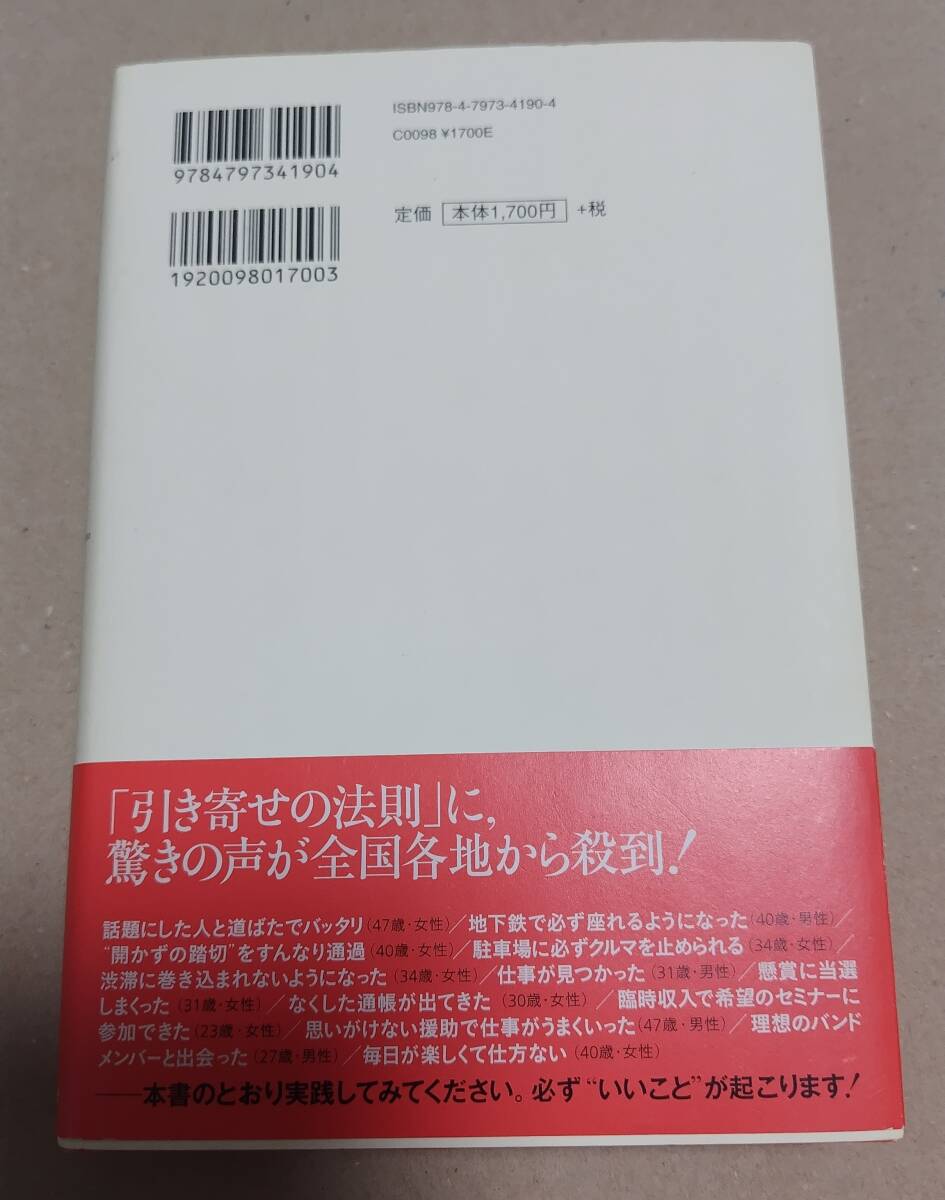 ISBN978-4-7973-4190-4
C0098 ¥1700E
9784797341904
定価 本体1,700円 +税
1920098017003
「引き寄せの法則」に,
驚きの声が全国各地から殺到!
話題にした人と道ばたでバッタリ(47歳・女性)/地下鉄で必ず座れるようになった(40歳・男性)/
“開かずの踏切”をすんなり通過(40歳・女性)/駐車場に必ずクルマを止められる(34歳・女性)/
渋滞に巻き込まれないようになった(34歳・女性)/仕事が見つかった(31歳・男性)/懸賞に当選
しまくった(31歳・女性)/なくした通帳が出てきた(30歳・女性)/臨時収入で希望のセミナーに
参加できた(23歳・女性)/思いがけない援助で仕事がうまくいった(47歳・男性)/理想のバンド
メンバーと出会った(27歳・男性)/毎日が楽しくて仕方ない(40歳・女性)
――本書のとおり実践してみてください。必ず“いいこと”が起こります!